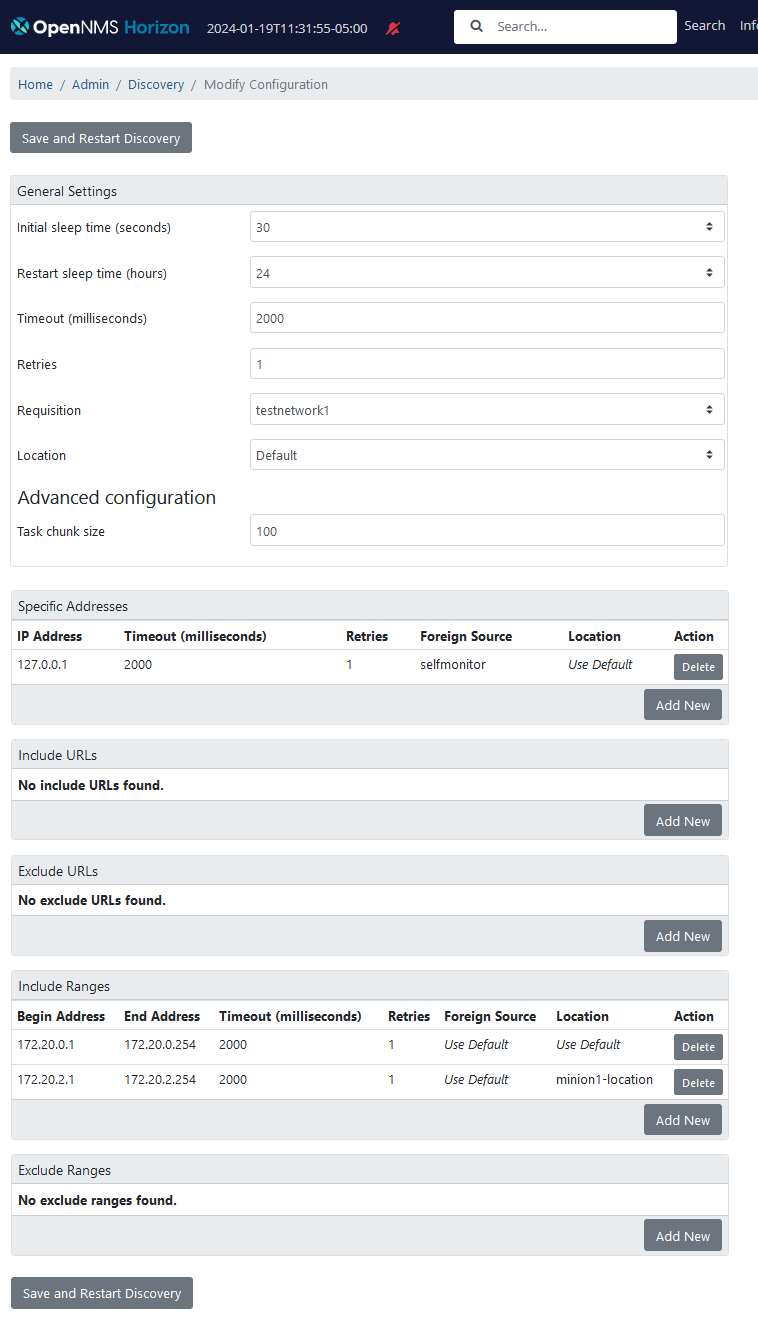 OpenNMS Horizon 2024-01-19T11:31:55-05:00 Search... Search
Home / Admin / Discovery / Modify Configuration
Save and Restart Discovery
General Settings
Initial sleep time (seconds) 30
Restart sleep time (hours) 24
Timeout (milliseconds) 2000
Retries 1
Requisition testnetwork1
Location Default
Advanced configuration
Task chunk size 100
Specific Addresses
IP Address Timeout (milliseconds) Retries Foreign Source Location Action
127.0.0.1 2000 1 selfmonitor Use Default Delete
Add New
Include URLs
No include URLs found.
Add New
Exclude URLs
No exclude URLs found.
Add New
Include Ranges
Begin Address End Address Timeout (milliseconds) Retries Foreign Source Location Action
172.20.0.1 172.20.0.254 2000 1 Use Default Use Default Delete
172.20.2.1 172.20.2.254 2000 1 Use Default minion1-location Delete
Add New
Exclude Ranges
No exclude ranges found.
Add New
Save and Restart Discovery